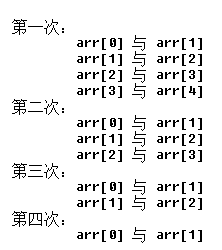 第一次：
arr[0] 与 arr[1]
arr[1] 与 arr[2]
arr[2] 与 arr[3]
arr[3] 与 arr[4]
第二次：
arr[0] 与 arr[1]
arr[1] 与 arr[2]
arr[2] 与 arr[3]
第三次：
arr[0] 与 arr[1]
arr[1] 与 arr[2]
第四次：
arr[0] 与 arr[1]